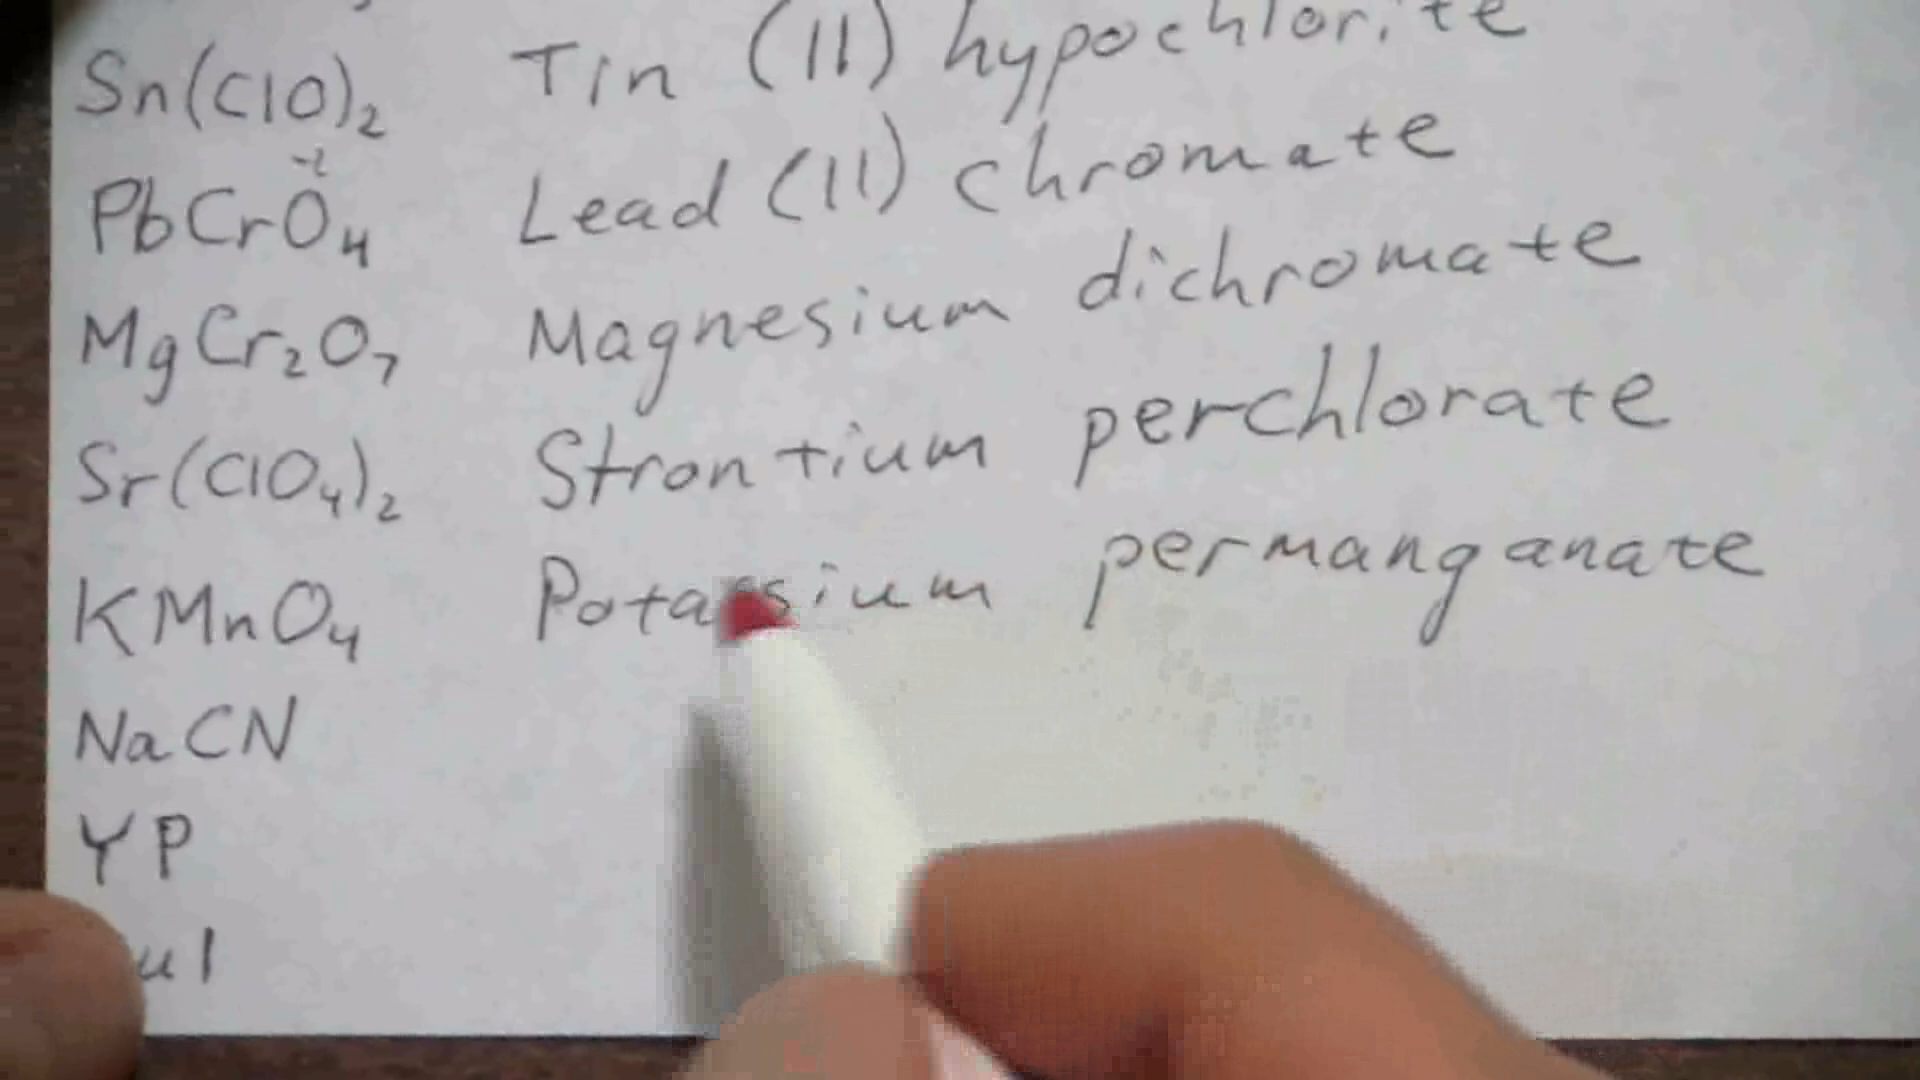 Sn(ClO)2 Tin (II) hypochlorite
PbCrO4 -2 Lead (II) chromate
MgCr2O7 Magnesium dichromate
Sr(ClO4)2 Strontium perchlorate
KMnO4 Potassium permanganate
NaCN
YP